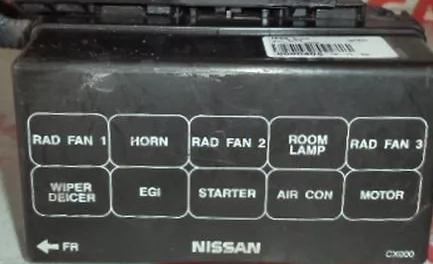 RAD FAN 1 HORN RAD FAN 2 ROOM LAMP RAD FAN 3
WIPER DEICER EGI STARTER AIR CON MOTOR
← FR NISSAN CX000